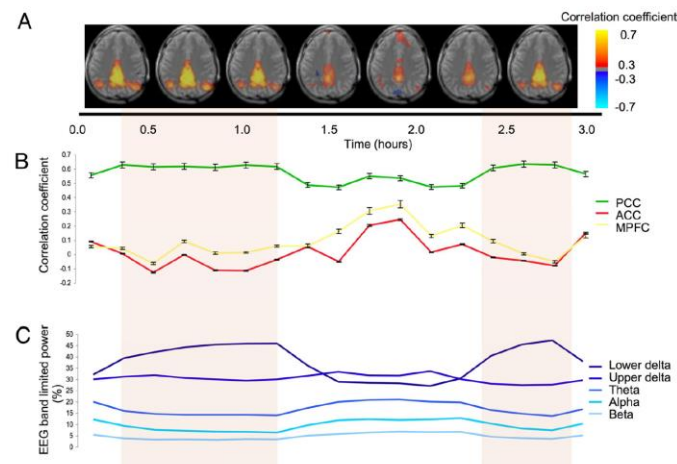 A
Correlation coefficient
0.7
0.3
-0.3
-0.7
0.0 0.5 1.0 1.5 2.0 2.5 3.0
Time (hours)
B
Correlation coefficient
0.7
0.6
0.5
0.4
0.3
0.2
0.1
0
-0.1
-0.2
PCC
ACC
MPFC
C
EEG band limited power (%)
50
45
40
35
30
25
20
15
10
5
0
Lower delta
Upper delta
Theta
Alpha
Beta